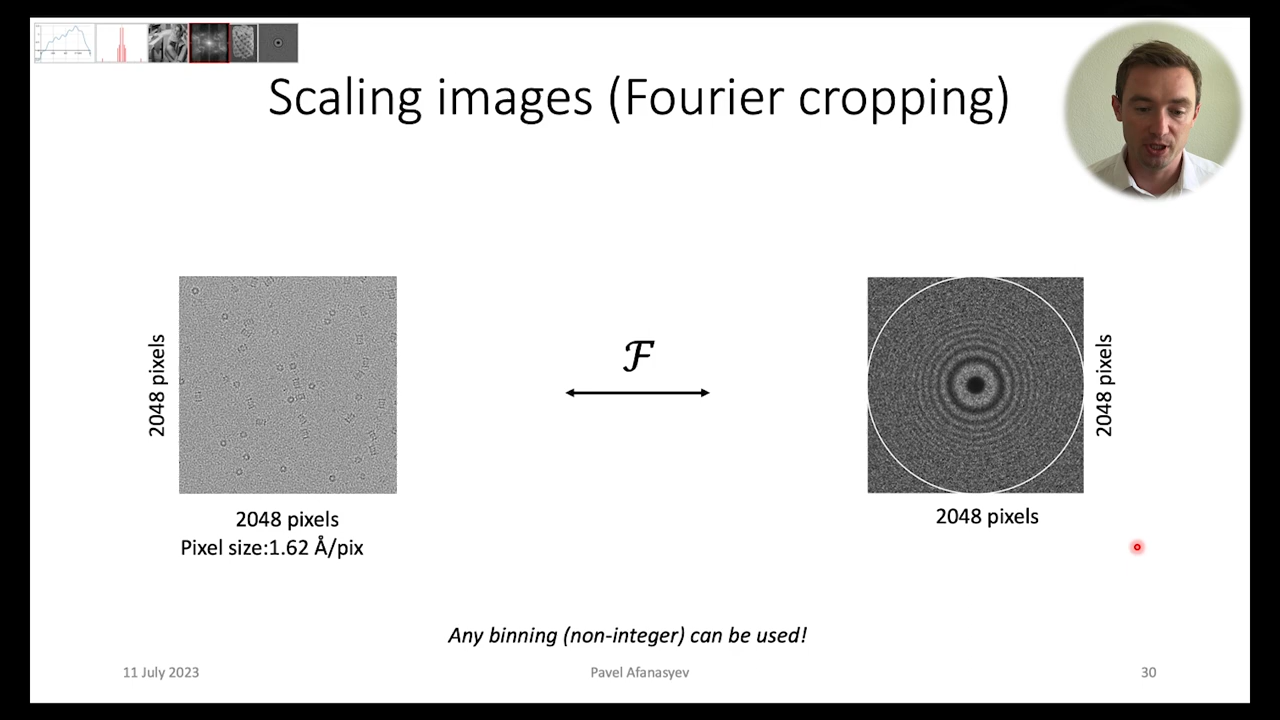 Scaling images (Fourier cropping)
2048 pixels
ℱ
2048 pixels
2048 pixels
Pixel size:1.62 Å/pix
2048 pixels
Any binning (non-integer) can be used!
11 July 2023
Pavel Afanasyev
30